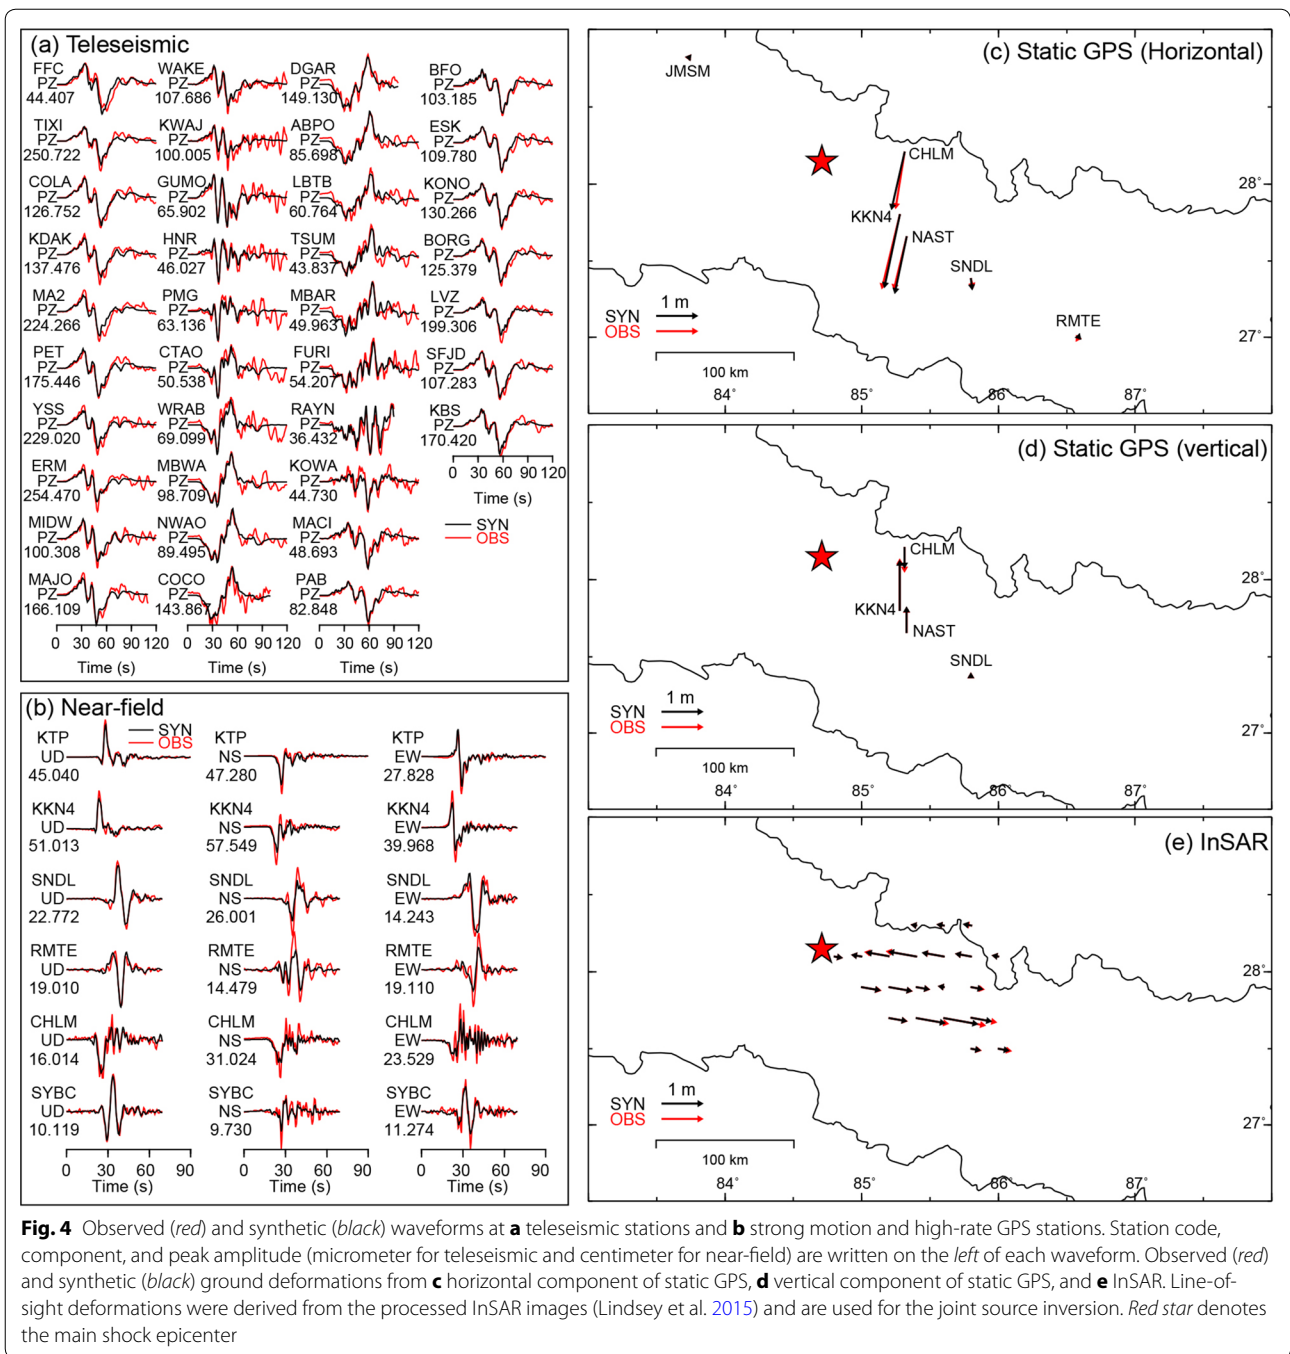 (a) Teleseismic
FFC
PZ
44.407
TIXI
PZ
250.722
COLA
PZ
126.752
KDAK
PZ
137.476
MA2
PZ
224.266
PET
PZ
175.446
YSS
PZ
229.020
ERM
PZ
254.470
MIDW
PZ
100.308
MAJO
PZ
166.109
0 30 60 90 120
Time (s)
WAKE
PZ
107.686
KWAJ
PZ
100.005
GUMO
PZ
65.902
HNR
PZ
46.027
PMG
PZ
63.136
CTAO
PZ
50.538
WRAB
PZ
69.099
MBWA
PZ
98.709
NWAO
PZ
89.495
COCO
PZ
143.867
0 30 60 90 120
Time (s)
DGAR
PZ
149.130
ABPO
PZ
85.698
LBTB
PZ
60.764
TSUM
PZ
43.837
MBAR
PZ
49.963
FURI
PZ
54.207
RAYN
PZ
36.432
KOWA
PZ
44.730
MACI
PZ
48.693
PAB
PZ
82.848
0 30 60 90 120
Time (s)
BFO
PZ
103.185
ESK
PZ
109.780
KONO
PZ
130.266
BORG
PZ
125.379
LVZ
PZ
199.306
SFJD
PZ
107.283
KBS
PZ
170.420
0 30 60 90 120
Time (s)
SYN
OBS
(b) Near-field
SYN
OBS
KTP
UD
45.040
KKN4
UD
51.013
SNDL
UD
22.772
RMTE
UD
19.010
CHLM
UD
16.014
SYBC
UD
10.119
0 30 60 90
Time (s)
KTP
NS
47.280
KKN4
NS
57.549
SNDL
NS
26.001
RMTE
NS
14.479
CHLM
NS
31.024
SYBC
NS
9.730
0 30 60 90
Time (s)
KTP
EW
27.828
KKN4
EW
39.968
SNDL
EW
14.243
RMTE
EW
19.110
CHLM
EW
23.529
SYBC
EW
11.274
0 30 60 90
Time (s)
(c) Static GPS (Horizontal)
JMSM
CHLM
KKN4
NAST
SNDL
RMTE
1 m
SYN
OBS
100 km
84˚ 85˚ 86˚ 87˚
28˚
27˚
(d) Static GPS (vertical)
CHLM
KKN4
NAST
SNDL
1 m
SYN
OBS
100 km
84˚ 85˚ 86˚ 87˚
28˚
27˚
(e) InSAR
1 m
SYN
OBS
100 km
84˚ 85˚ 86˚ 87˚
28˚
27˚
Fig. 4 Observed (red) and synthetic (black) waveforms at a teleseismic stations and b strong motion and high-rate GPS stations. Station code,
component, and peak amplitude (micrometer for teleseismic and centimeter for near-field) are written on the left of each waveform. Observed (red)
and synthetic (black) ground deformations from c horizontal component of static GPS, d vertical component of static GPS, and e InSAR. Line-of-
sight deformations were derived from the processed InSAR images (Lindsey et al. 2015) and are used for the joint source inversion. Red star denotes
the main shock epicenter